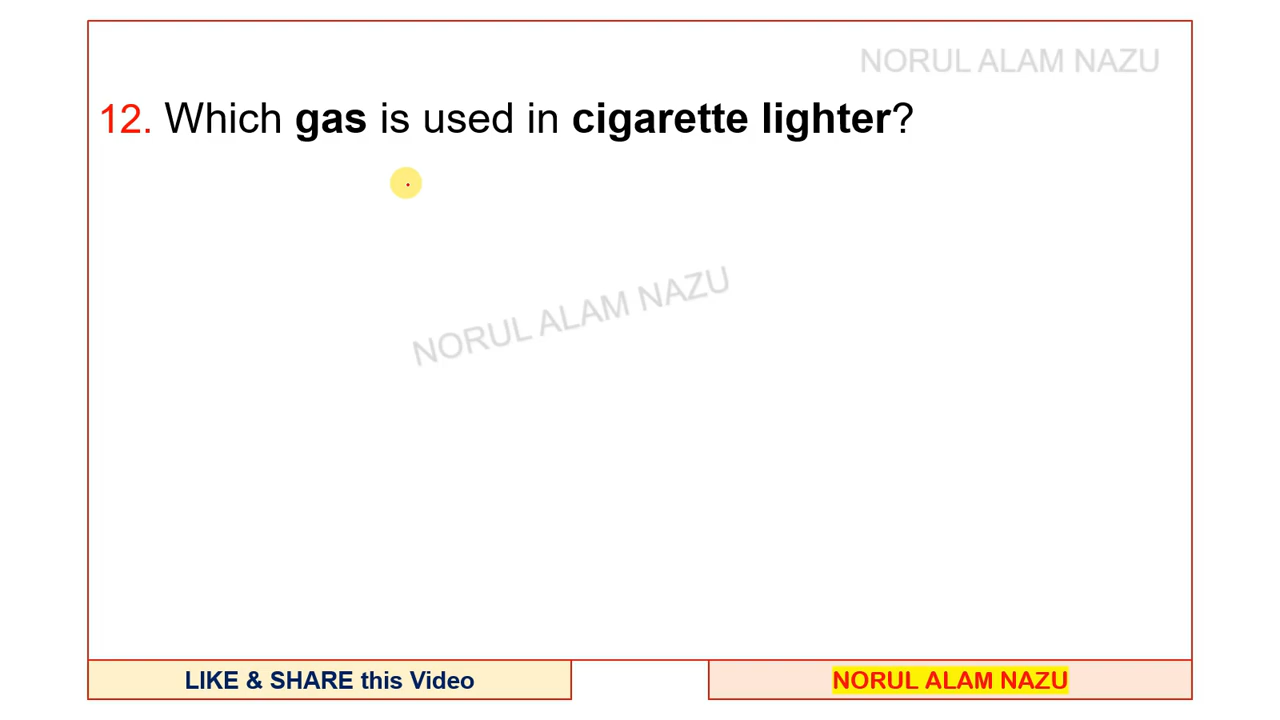 NORUL ALAM NAZU
12. Which gas is used in cigarette lighter?
NORUL ALAM NAZU
LIKE & SHARE this Video
NORUL ALAM NAZU